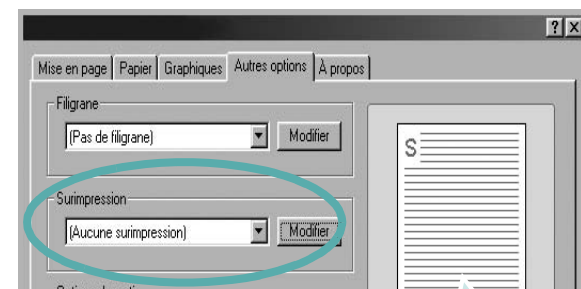 Mise en page Papier Graphiques Autres options À propos
Filigrane
(Pas de filigrane) Modifier
S
Surimpression
(Aucune surimpression) Modifier